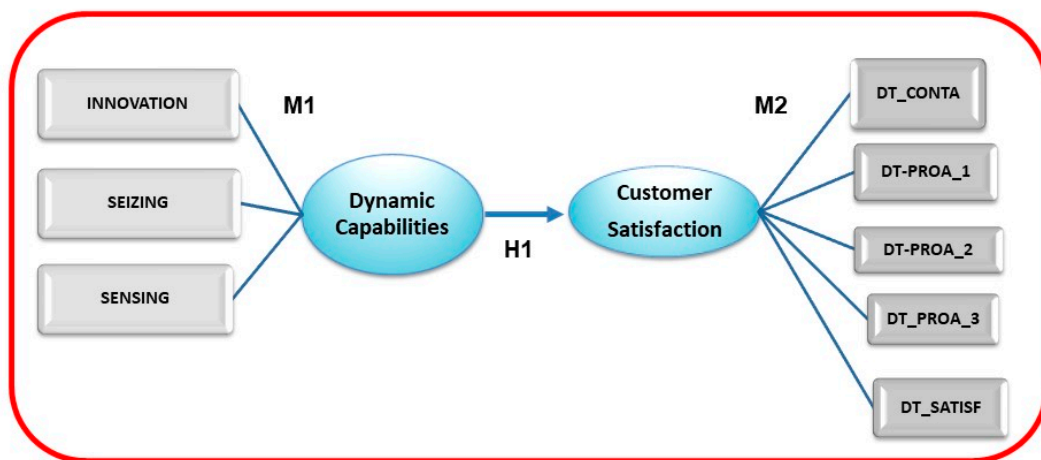 INNOVATION
SEIZING
SENSING
M1
Dynamic
Capabilities
H1
Customer
Satisfaction
M2
DT_CONTA
DT-PROA_1
DT-PROA_2
DT_PROA_3
DT_SATISF